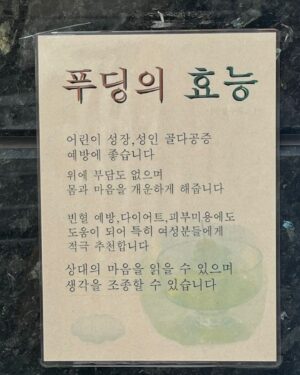 푸딩의 효능
어린이 성장,성인 골다공증
예방에 좋습니다
위에 부담도 없으며
몸과 마음을 개운하게 해줍니다
빈혈 예방,다이어트,피부미용에도
도움이 되어 특히 여성분들에게
적극 추천합니다
상대의 마음을 읽을 수 있으며
생각을 조종할 수 있습니다